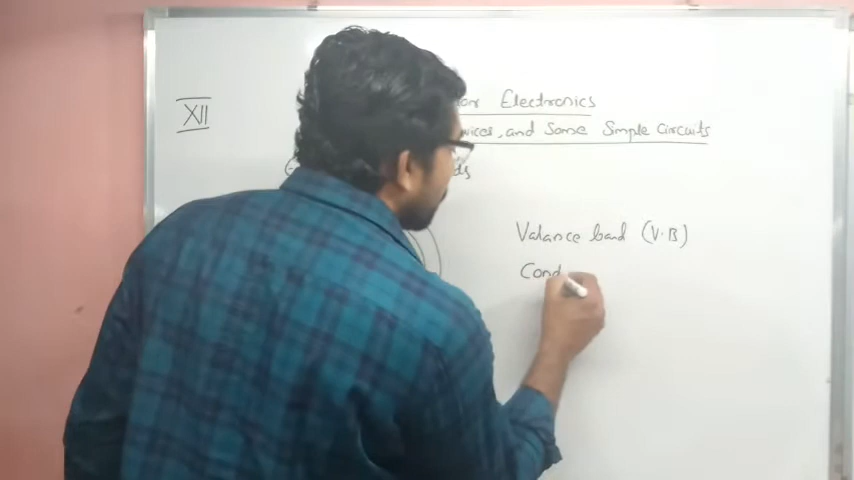 XII
Electronics
and Some Simple Circuits
Valance band (V.B)
Cond